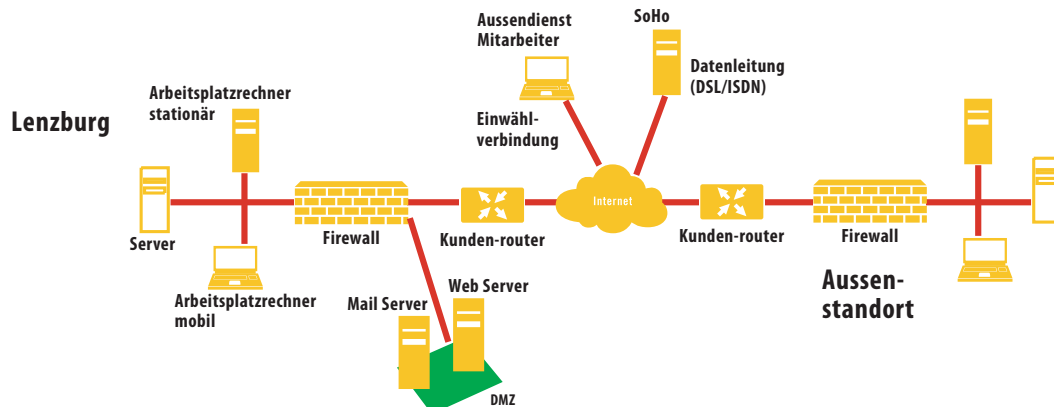 Aussendienst
Mitarbeiter
SoHo
Datenleitung
(DSL/ISDN)
Arbeitsplatzrechner
stationär
Lenzburg
Einwähl-
verbindung
Internet
Server
Firewall
Kunden-router
Kunden-router
Firewall
Arbeitsplatzrechner
mobil
Aussen-
standort
Mail Server
Web Server
DMZ